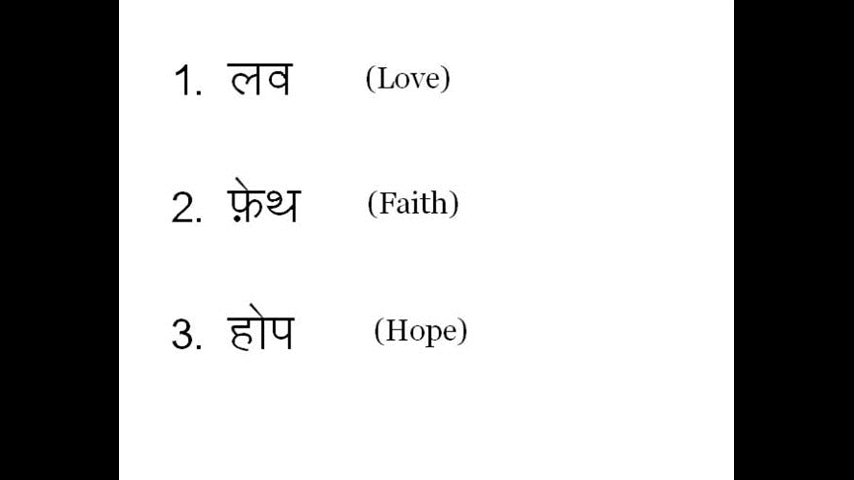 1. लव (Love)
2. फ़ेथ (Faith)
3. होप (Hope)